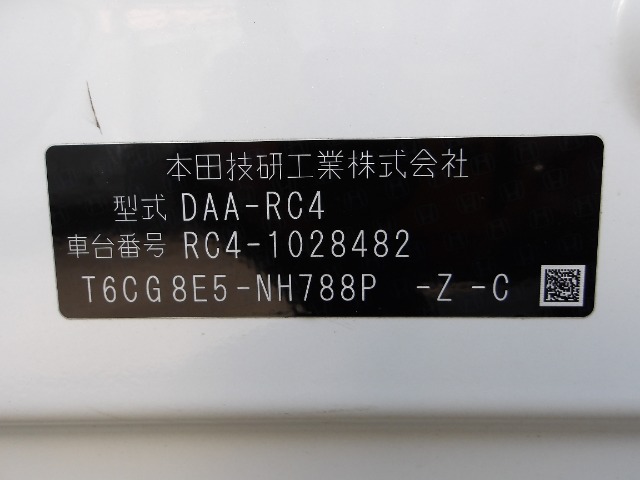 本田技研工業株式会社
型式 DAA-RC4
車台番号 RC4-1028482
T6CG8E5-NH788P -Z -C